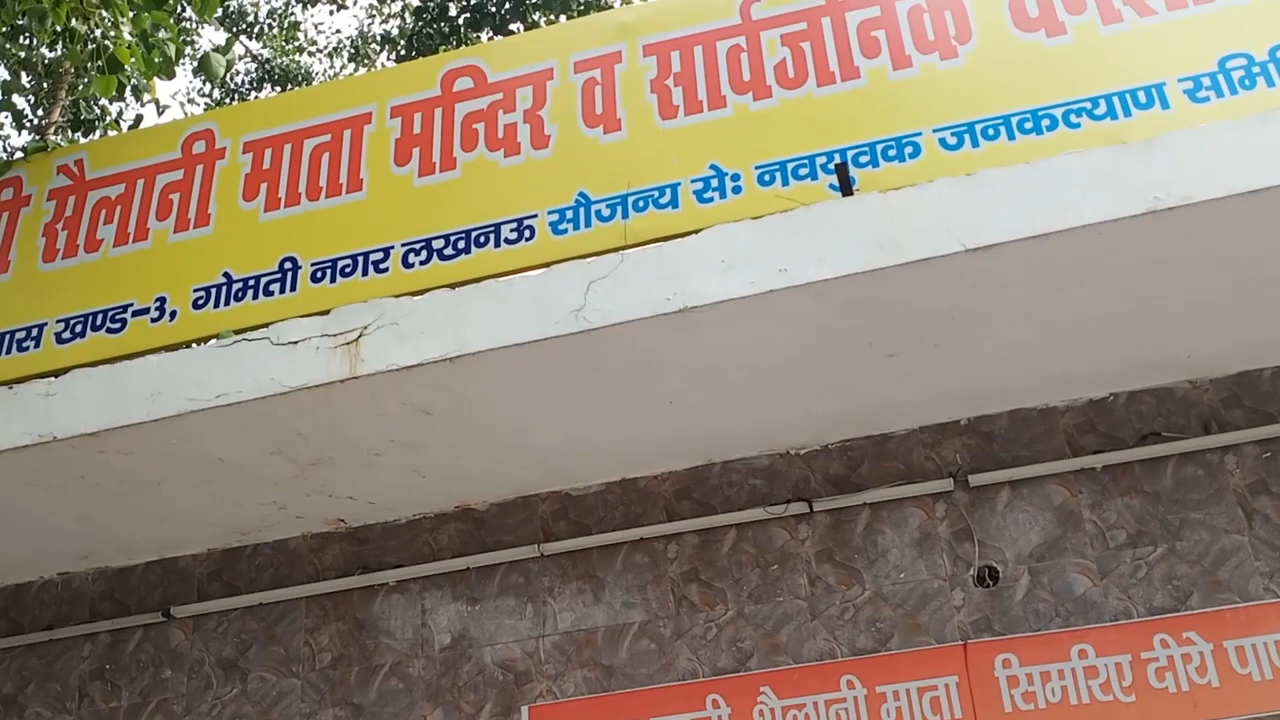 सैलानी माता मन्दिर व सार्वजनिक
खण्ड-3, गोमती नगर लखनऊ सौजन्य से: नवयुवक जनकल्याण समिति
शैलानी माता सिमरिए दीये